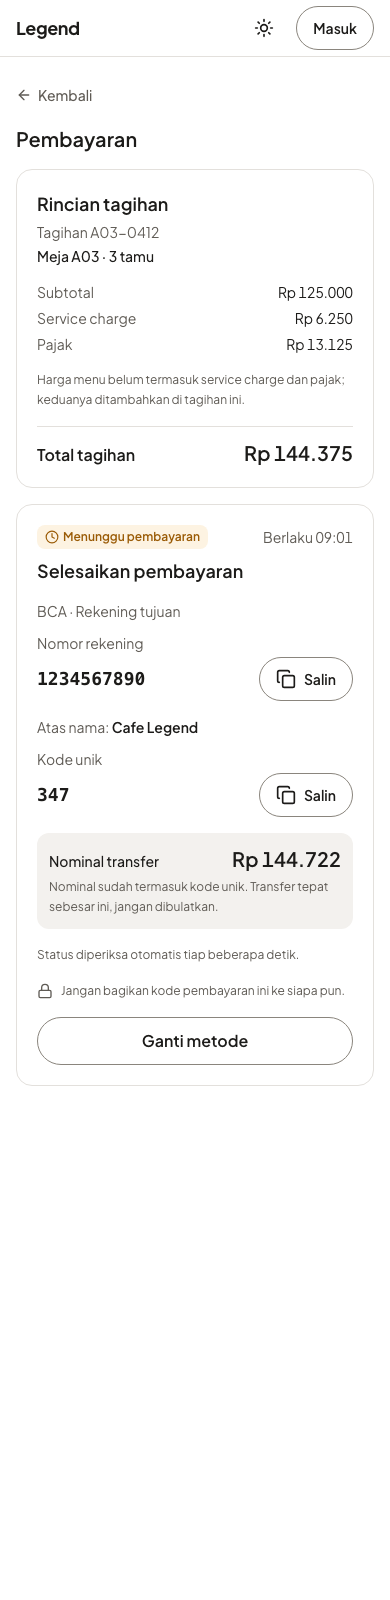 Legend
Masuk
Kembali
Pembayaran
Rincian tagihan
Tagihan A03-0412
Meja A03 · 3 tamu
Subtotal Rp 125.000
Service charge Rp 6.250
Pajak Rp 13.125
Harga menu belum termasuk service charge dan pajak;
keduanya ditambahkan di tagihan ini.
Total tagihan Rp 144.375
Menunggu pembayaran Berlaku 09:01
Selesaikan pembayaran
BCA · Rekening tujuan
Nomor rekening
1234567890 Salin
Atas nama: Cafe Legend
Kode unik
347 Salin
Nominal transfer Rp 144.722
Nominal sudah termasuk kode unik. Transfer tepat
sebesar ini, jangan dibulatkan.
Status diperiksa otomatis tiap beberapa detik.
Jangan bagikan kode pembayaran ini ke siapa pun.
Ganti metode